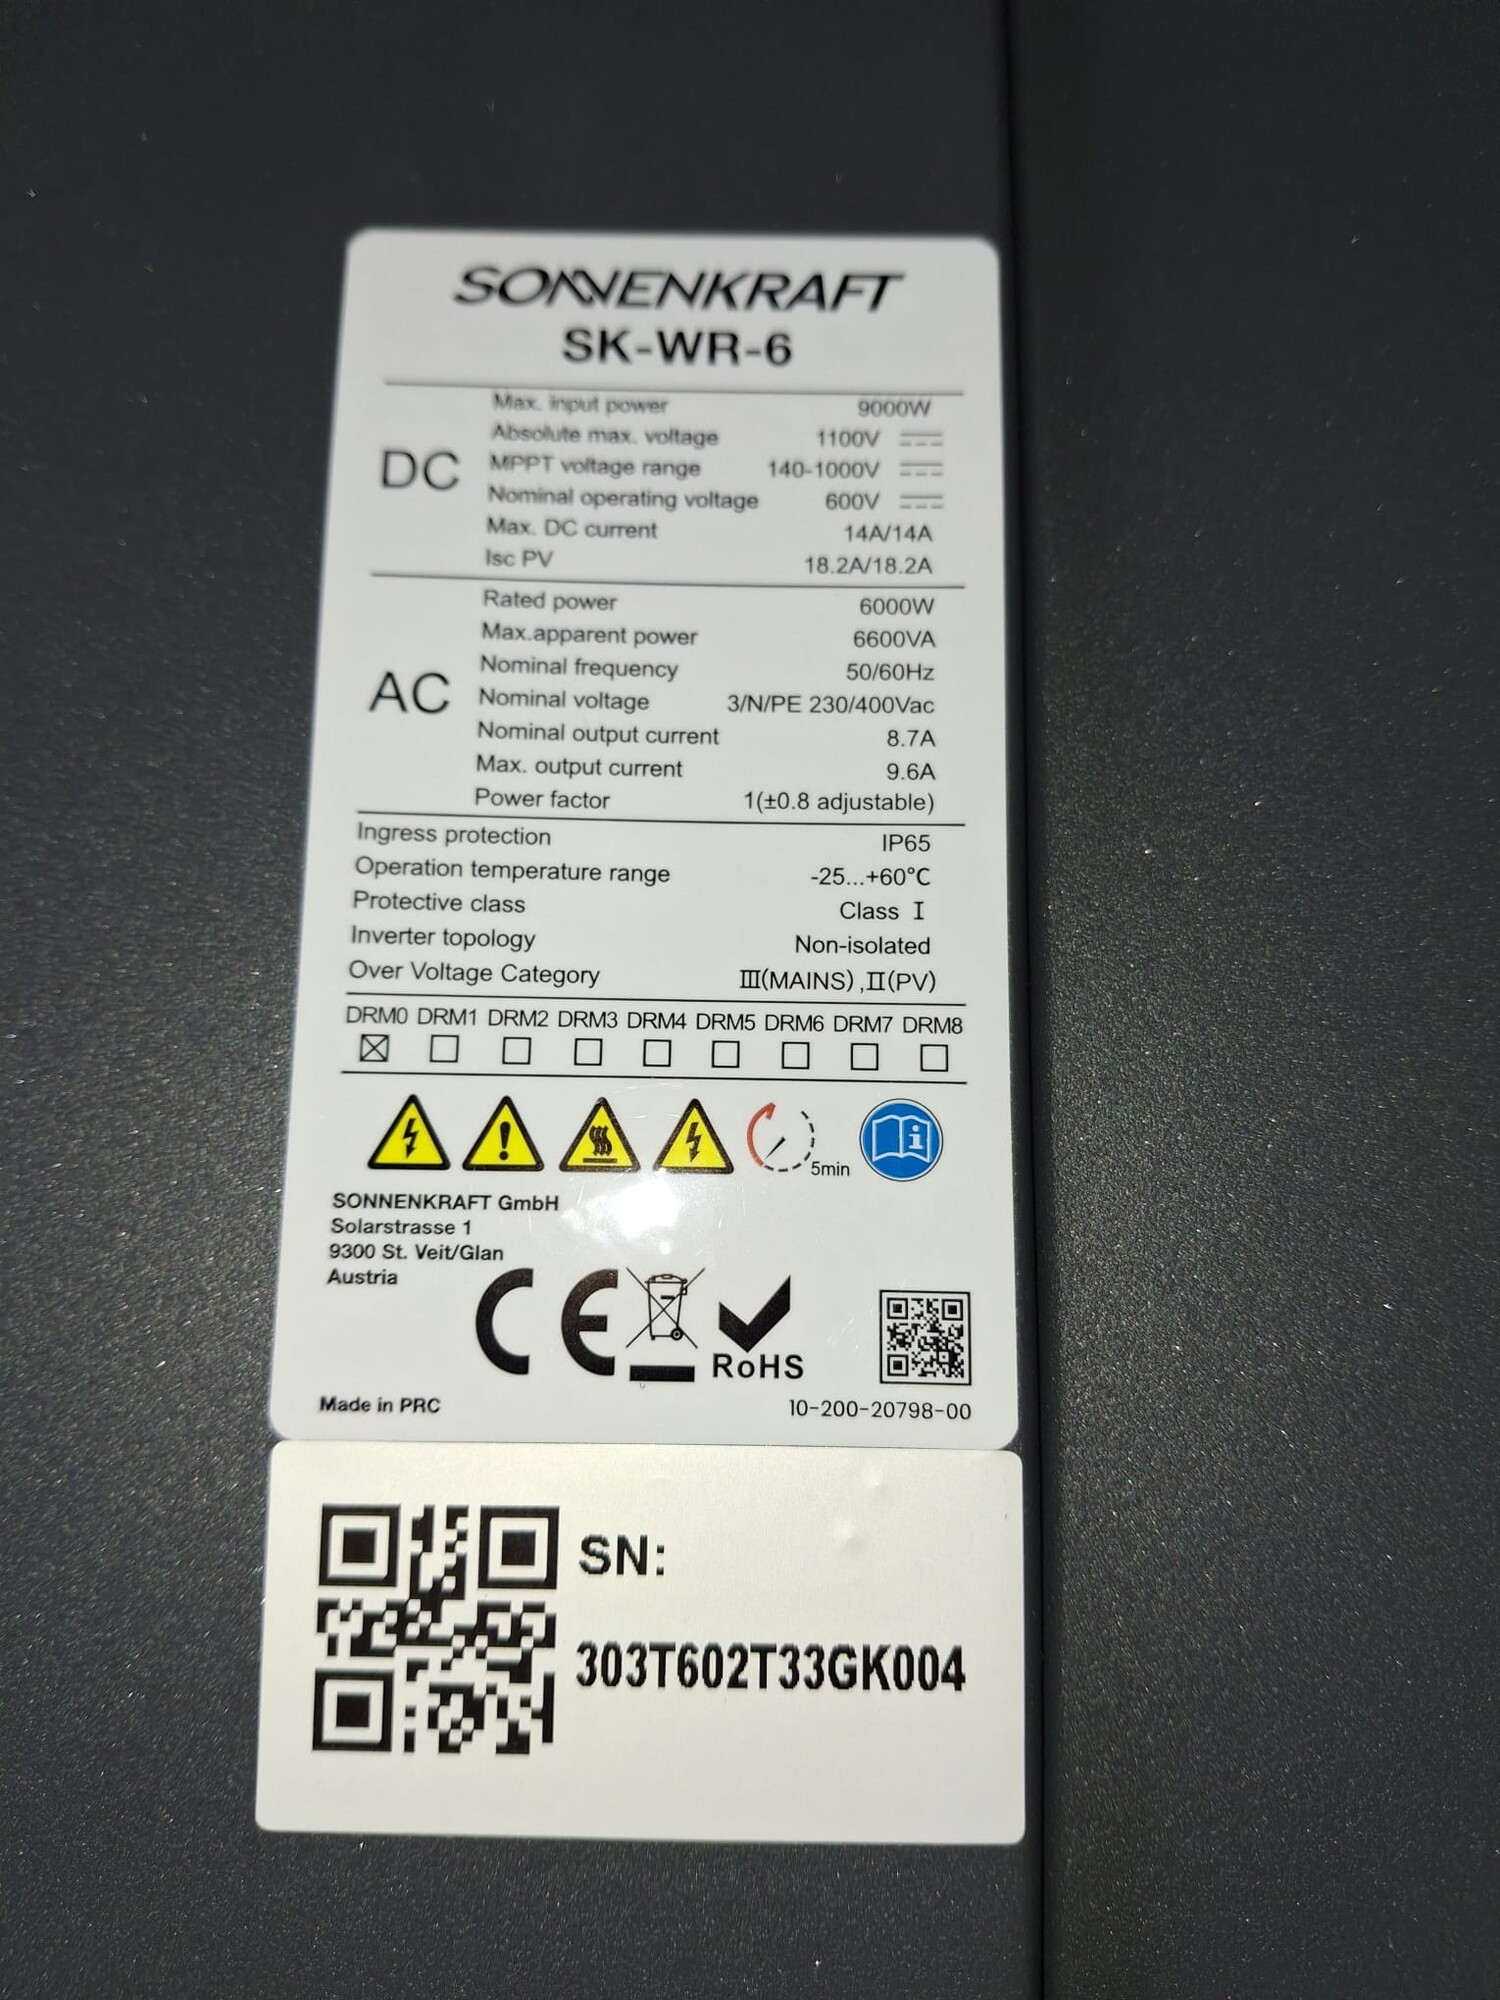 SONNENKRAFT
SK-WR-6
DC
Max. input power 9000W
Absolute max. voltage 1100V
MPPT voltage range 140-1000V
Nominal operating voltage 600V
Max. DC current 14A/14A
Isc PV 18.2A/18.2A
AC
Rated power 6000W
Max.apparent power 6600VA
Nominal frequency 50/60Hz
Nominal voltage 3/N/PE 230/400Vac
Nominal output current 8.7A
Max. output current 9.6A
Power factor 1(±0.8 adjustable)
Ingress protection IP65
Operation temperature range -25...+60°C
Protective class Class I
Inverter topology Non-isolated
Over Voltage Category III(MAINS) ,II(PV)
DRM0 DRM1 DRM2 DRM3 DRM4 DRM5 DRM6 DRM7 DRM8
5min
SONNENKRAFT GmbH
Solarstrasse 1
9300 St. Veit/Glan
Austria
CE
RoHS
Made in PRC 10-200-20798-00
SN:
303T602T33GK004